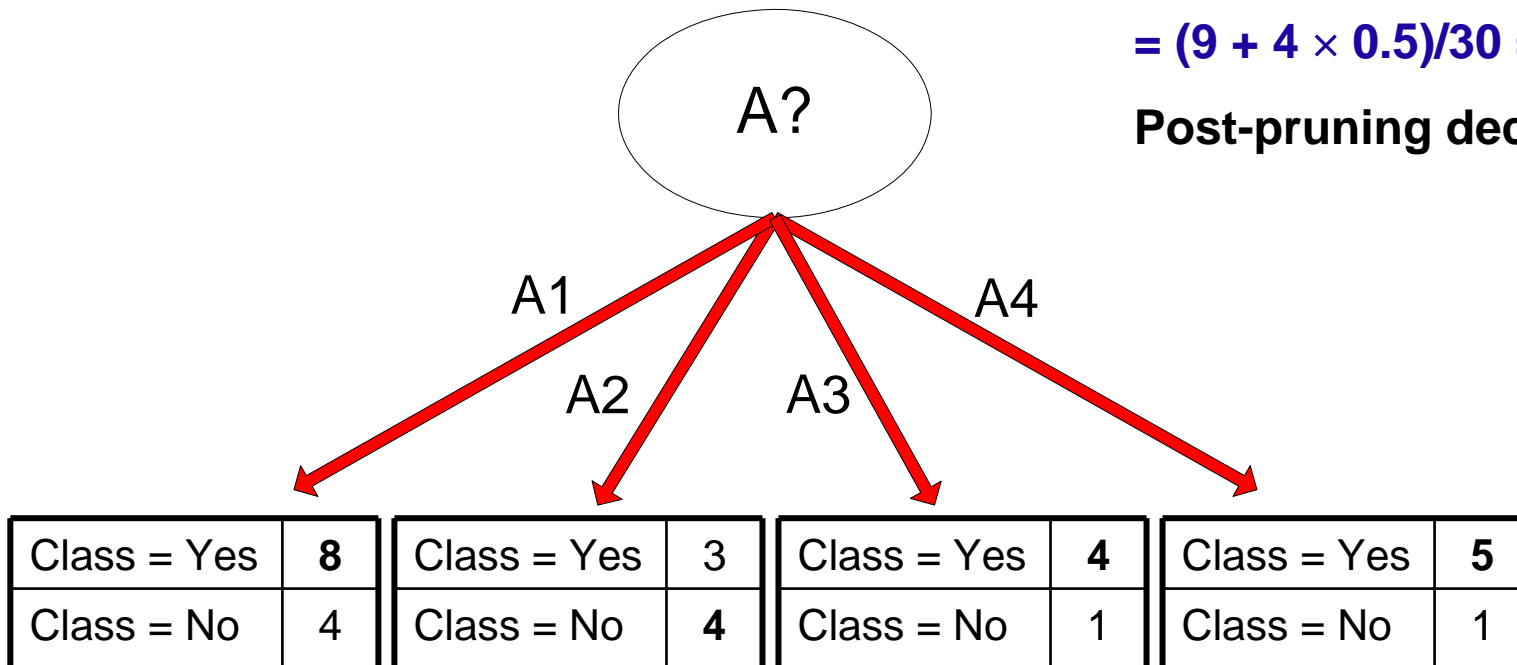 = (9 + 4 × 0.5)/30
A?
Post-pruning
A1
A4
A2
A3
Class = Yes 8 Class = Yes 3 Class = Yes 4 Class = Yes 5
Class = No 4 Class = No 4 Class = No 1 Class = No 1